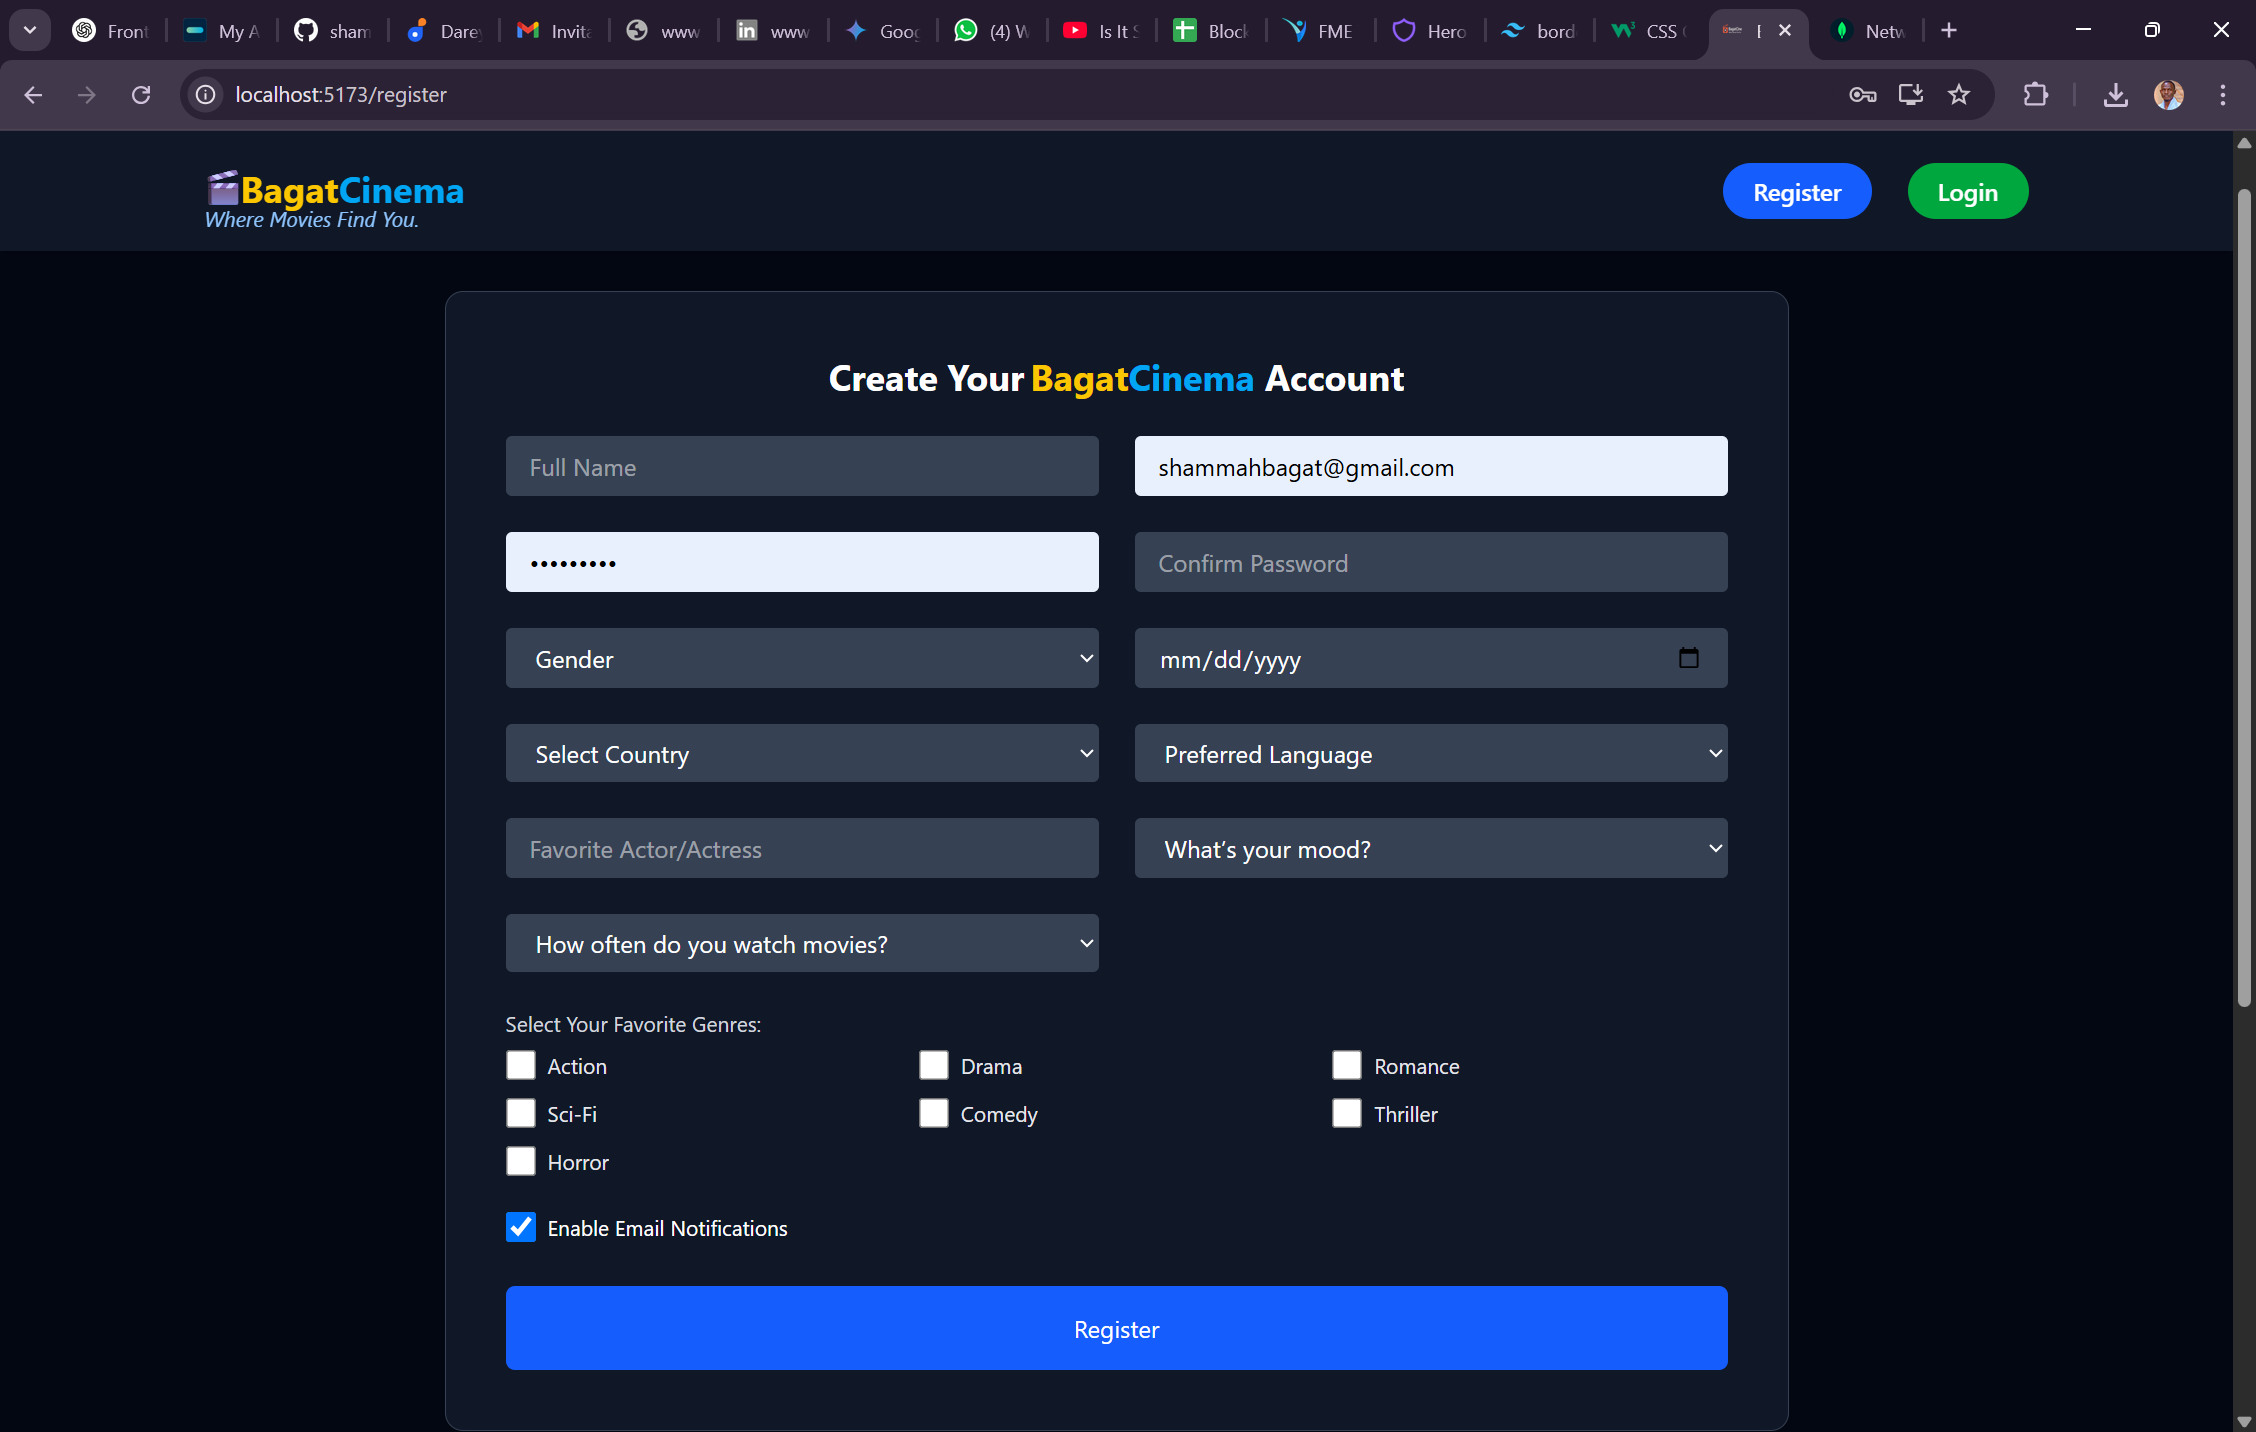 Front My A sham Dare Invit www www Goog (4) W Is It S Block FME Hero bord CSS Netw
localhost:5173/register
BagatCinema
Where Movies Find You.
Register Login
Create Your BagatCinema Account
Full Name shammahbagat@gmail.com
••••••••• Confirm Password
Gender mm/dd/yyyy
Select Country Preferred Language
Favorite Actor/Actress What’s your mood?
How often do you watch movies?
Select Your Favorite Genres:
Action Drama Romance
Sci-Fi Comedy Thriller
Horror
Enable Email Notifications
Register